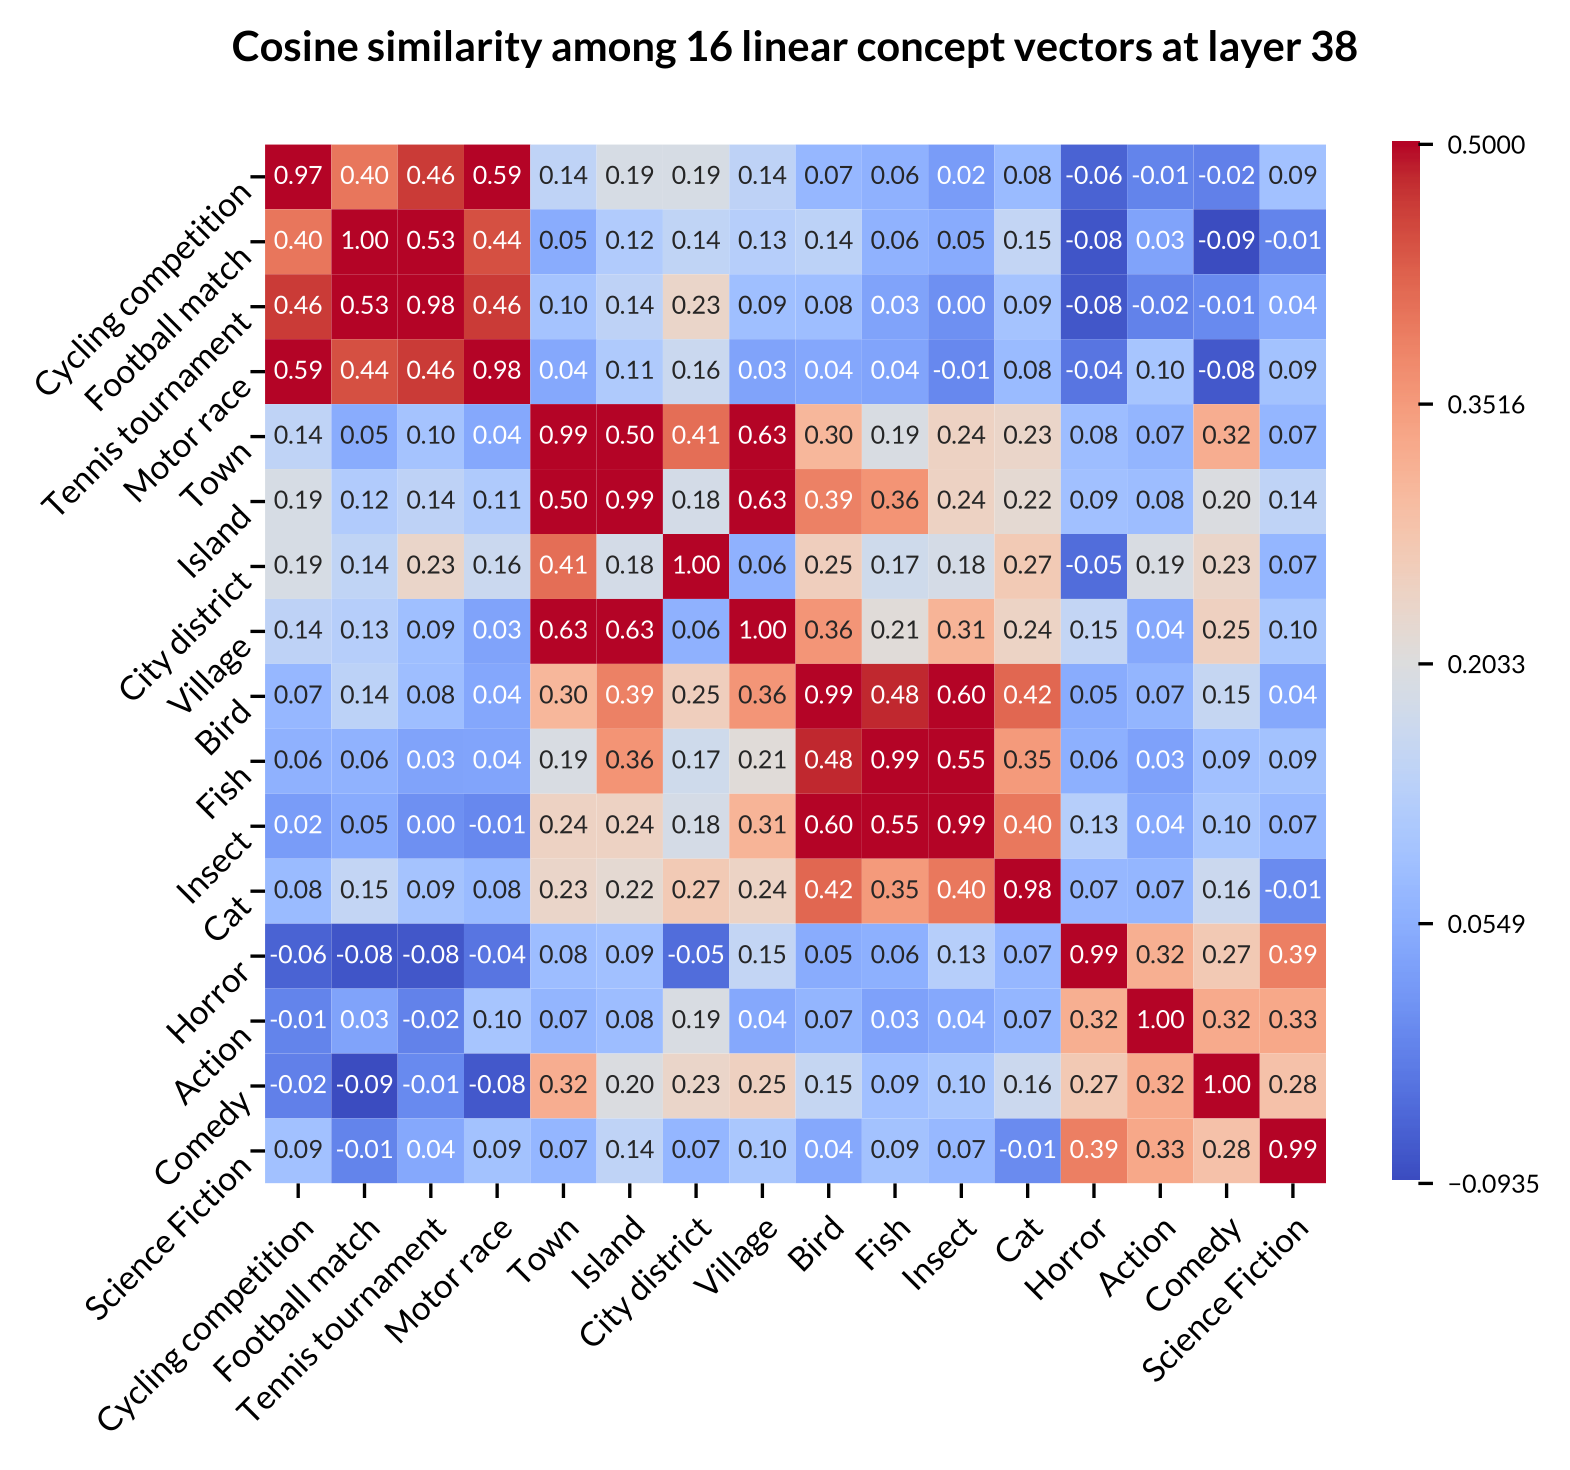 Cosine similarity among 16 linear concept vectors at layer 38
Cycling competition 0.97 0.40 0.46 0.59 0.14 0.19 0.19 0.14 0.07 0.06 0.02 0.08 -0.06 -0.01 -0.02 0.09
Football match 0.40 1.00 0.53 0.44 0.05 0.12 0.14 0.13 0.14 0.06 0.05 0.15 -0.08 0.03 -0.09 -0.01
Tennis tournament 0.46 0.53 0.98 0.46 0.10 0.14 0.23 0.09 0.08 0.03 0.00 0.09 -0.08 -0.02 -0.01 0.04
Motor race 0.59 0.44 0.46 0.98 0.04 0.11 0.16 0.03 0.04 0.04 -0.01 0.08 -0.04 0.10 -0.08 0.09
Town 0.14 0.05 0.10 0.04 0.99 0.50 0.41 0.63 0.30 0.19 0.24 0.23 0.08 0.07 0.32 0.07
Island 0.19 0.12 0.14 0.11 0.50 0.99 0.18 0.63 0.39 0.36 0.24 0.22 0.09 0.08 0.20 0.14
City district 0.19 0.14 0.23 0.16 0.41 0.18 1.00 0.06 0.25 0.17 0.18 0.27 -0.05 0.19 0.23 0.07
Village 0.14 0.13 0.09 0.03 0.63 0.63 0.06 1.00 0.36 0.21 0.31 0.24 0.15 0.04 0.25 0.10
Bird 0.07 0.14 0.08 0.04 0.30 0.39 0.25 0.36 0.99 0.48 0.60 0.42 0.05 0.07 0.15 0.04
Fish 0.06 0.06 0.03 0.04 0.19 0.36 0.17 0.21 0.48 0.99 0.55 0.35 0.06 0.03 0.09 0.09
Insect 0.02 0.05 0.00 -0.01 0.24 0.24 0.18 0.31 0.60 0.55 0.99 0.40 0.13 0.04 0.10 0.07
Cat 0.08 0.15 0.09 0.08 0.23 0.22 0.27 0.24 0.42 0.35 0.40 0.98 0.07 0.07 0.16 -0.01
Horror -0.06 -0.08 -0.08 -0.04 0.08 0.09 -0.05 0.15 0.05 0.06 0.13 0.07 0.99 0.32 0.27 0.39
Action -0.01 0.03 -0.02 0.10 0.07 0.08 0.19 0.04 0.07 0.03 0.04 0.07 0.32 1.00 0.32 0.33
Comedy -0.02 -0.09 -0.01 -0.08 0.32 0.20 0.23 0.25 0.15 0.09 0.10 0.16 0.27 0.32 1.00 0.28
Science Fiction 0.09 -0.01 0.04 0.09 0.07 0.14 0.07 0.10 0.04 0.09 0.07 -0.01 0.39 0.33 0.28 0.99
Cycling competition
Football match
Tennis tournament
Motor race
Town
Island
City district
Village
Bird
Fish
Insect
Cat
Horror
Action
Comedy
Science Fiction
0.5000
0.3516
0.2033
0.0549
−0.0935